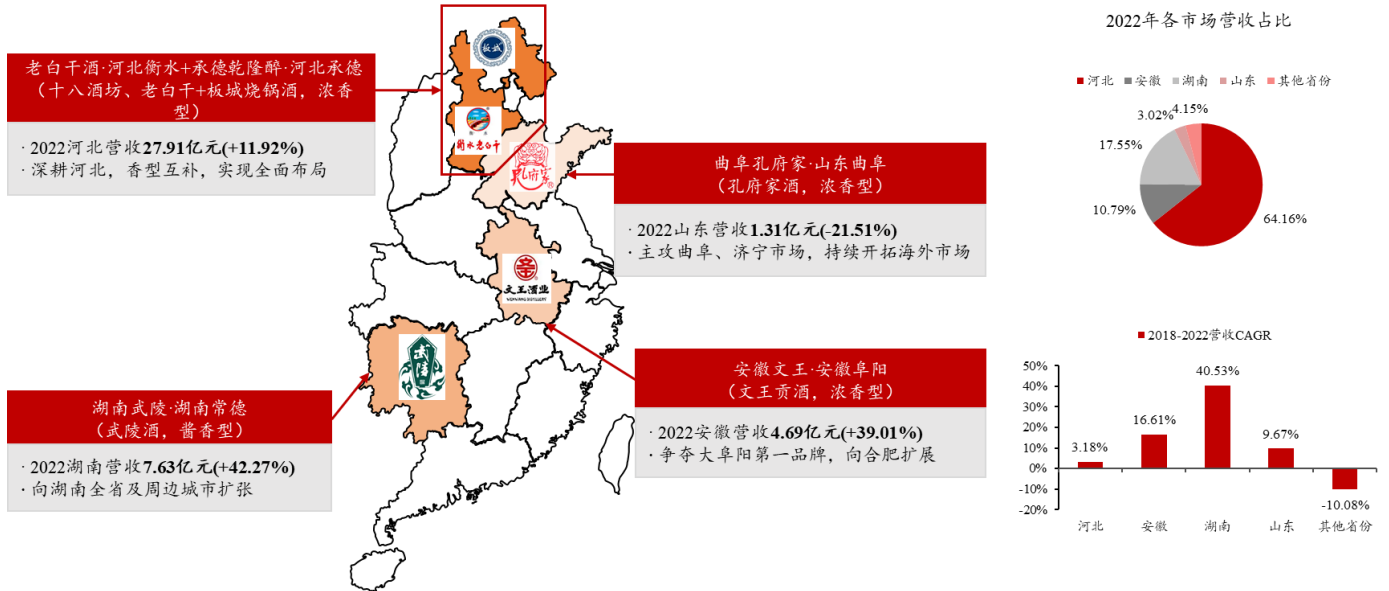 老白干酒·河北衡水+承德乾隆醉·河北承德
（十八酒坊、老白干+板城烧锅酒，浓香
型）
· 2022河北营收27.91亿元(+11.92%)
· 深耕河北，香型互补，实现全面布局
板城
衡水老白干
孔府家
®
曲阜孔府家·山东曲阜
（孔府家酒，浓香型）
· 2022山东营收1.31亿元(-21.51%)
· 主攻曲阜、济宁市场，持续开拓海外市场
文王酒业
WENWANG DISTILLERY
武陵
湖南武陵·湖南常德
（武陵酒，酱香型）
· 2022湖南营收7.63亿元(+42.27%)
· 向湖南全省及周边城市扩张
安徽文王·安徽阜阳
（文王贡酒，浓香型）
· 2022安徽营收4.69亿元(+39.01%)
· 争夺大阜阳第一品牌，向合肥扩展
2022年各市场营收占比
河北 安徽 湖南 山东 其他省份
3.02% 4.15%
17.55%
10.79%
64.16%
2018-2022营收CAGR
50%
40%
30%
20%
10%
0%
-10%
-20%
3.18% 16.61% 40.53% 9.67% -10.08%
河北 安徽 湖南 山东 其他省份